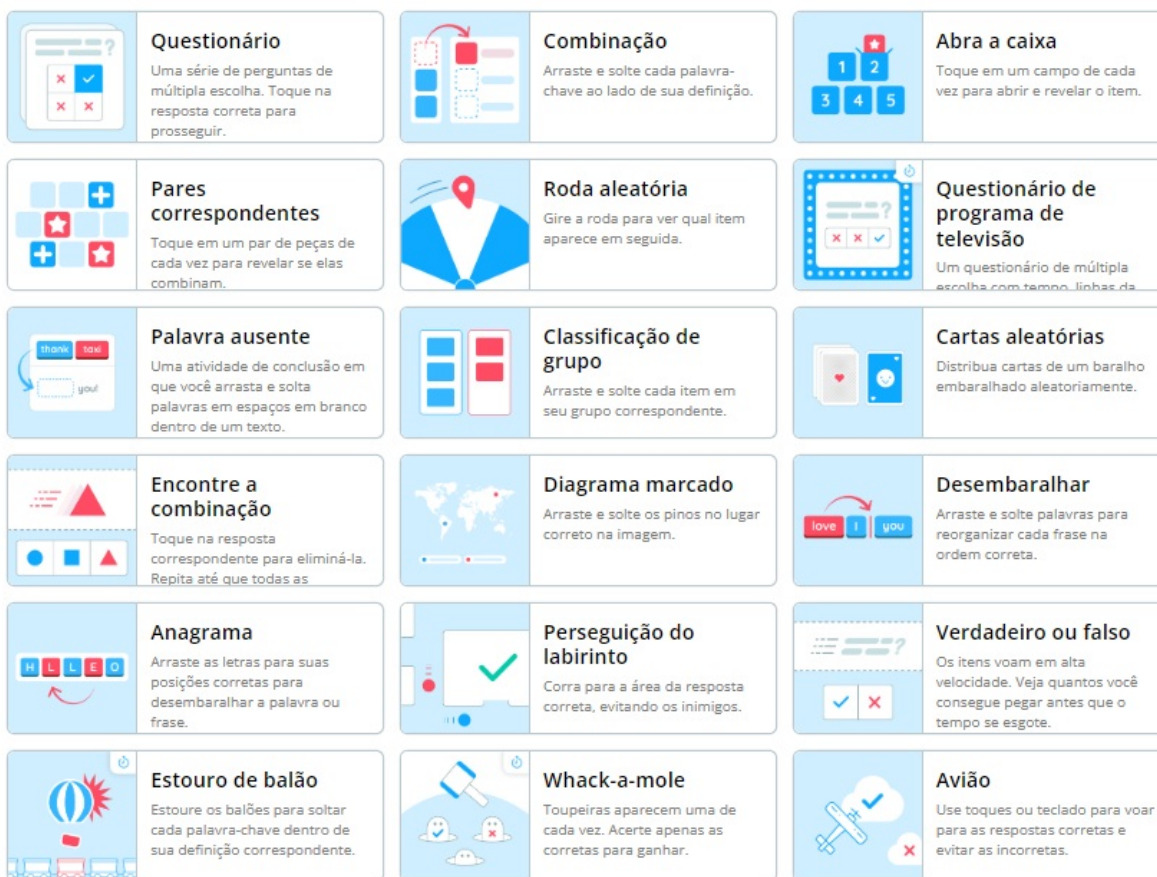 Questionário
Uma série de perguntas de
múltipla escolha. Toque na
resposta correta para
prosseguir.
Combinação
Arraste e solte cada palavra-
chave ao lado de sua definição.
1 2
3 4 5
Abra a caixa
Toque em um campo de cada
vez para abrir e revelar o item.
Pares
correspondentes
Toque em um par de peças de
cada vez para revelar se elas
combinam.
Roda aleatória
Gire a roda para ver qual item
aparece em seguida.
Questionário de
programa de
televisão
Um questionário de múltipla
escolha com tempo, linhas da
thank taxi
you!
Palavra ausente
Uma atividade de conclusão em
que você arrasta e solta
palavras em espaços em branco
dentro de um texto.
Classificação de
grupo
Arraste e solte cada item em
seu grupo correspondente.
Cartas aleatórias
Distribua cartas de um baralho
embaralhado aleatoriamente.
Encontre a
combinação
Toque na resposta
correspondente para eliminá-la.
Repita até que todas as
Diagrama marcado
Arraste e solte os pinos no lugar
correto na imagem.
love I you
Desembaralhar
Arraste e solte palavras para
reorganizar cada frase na
ordem correta.
H L L E O
Anagrama
Arraste as letras para suas
posições corretas para
desembaralhar a palavra ou
frase.
Perseguição do
labirinto
Corra para a área da resposta
correta, evitando os inimigos.
Verdadeiro ou falso
Os itens voam em alta
velocidade. Veja quantos você
consegue pegar antes que o
tempo se esgote.
Estouro de balão
Estoure os balões para soltar
cada palavra-chave dentro de
sua definição correspondente.
Whack-a-mole
Toupeiras aparecem uma de
cada vez. Acerte apenas as
corretas para ganhar.
Avião
Use toques ou teclado para voar
para as respostas corretas e
evitar as incorretas.